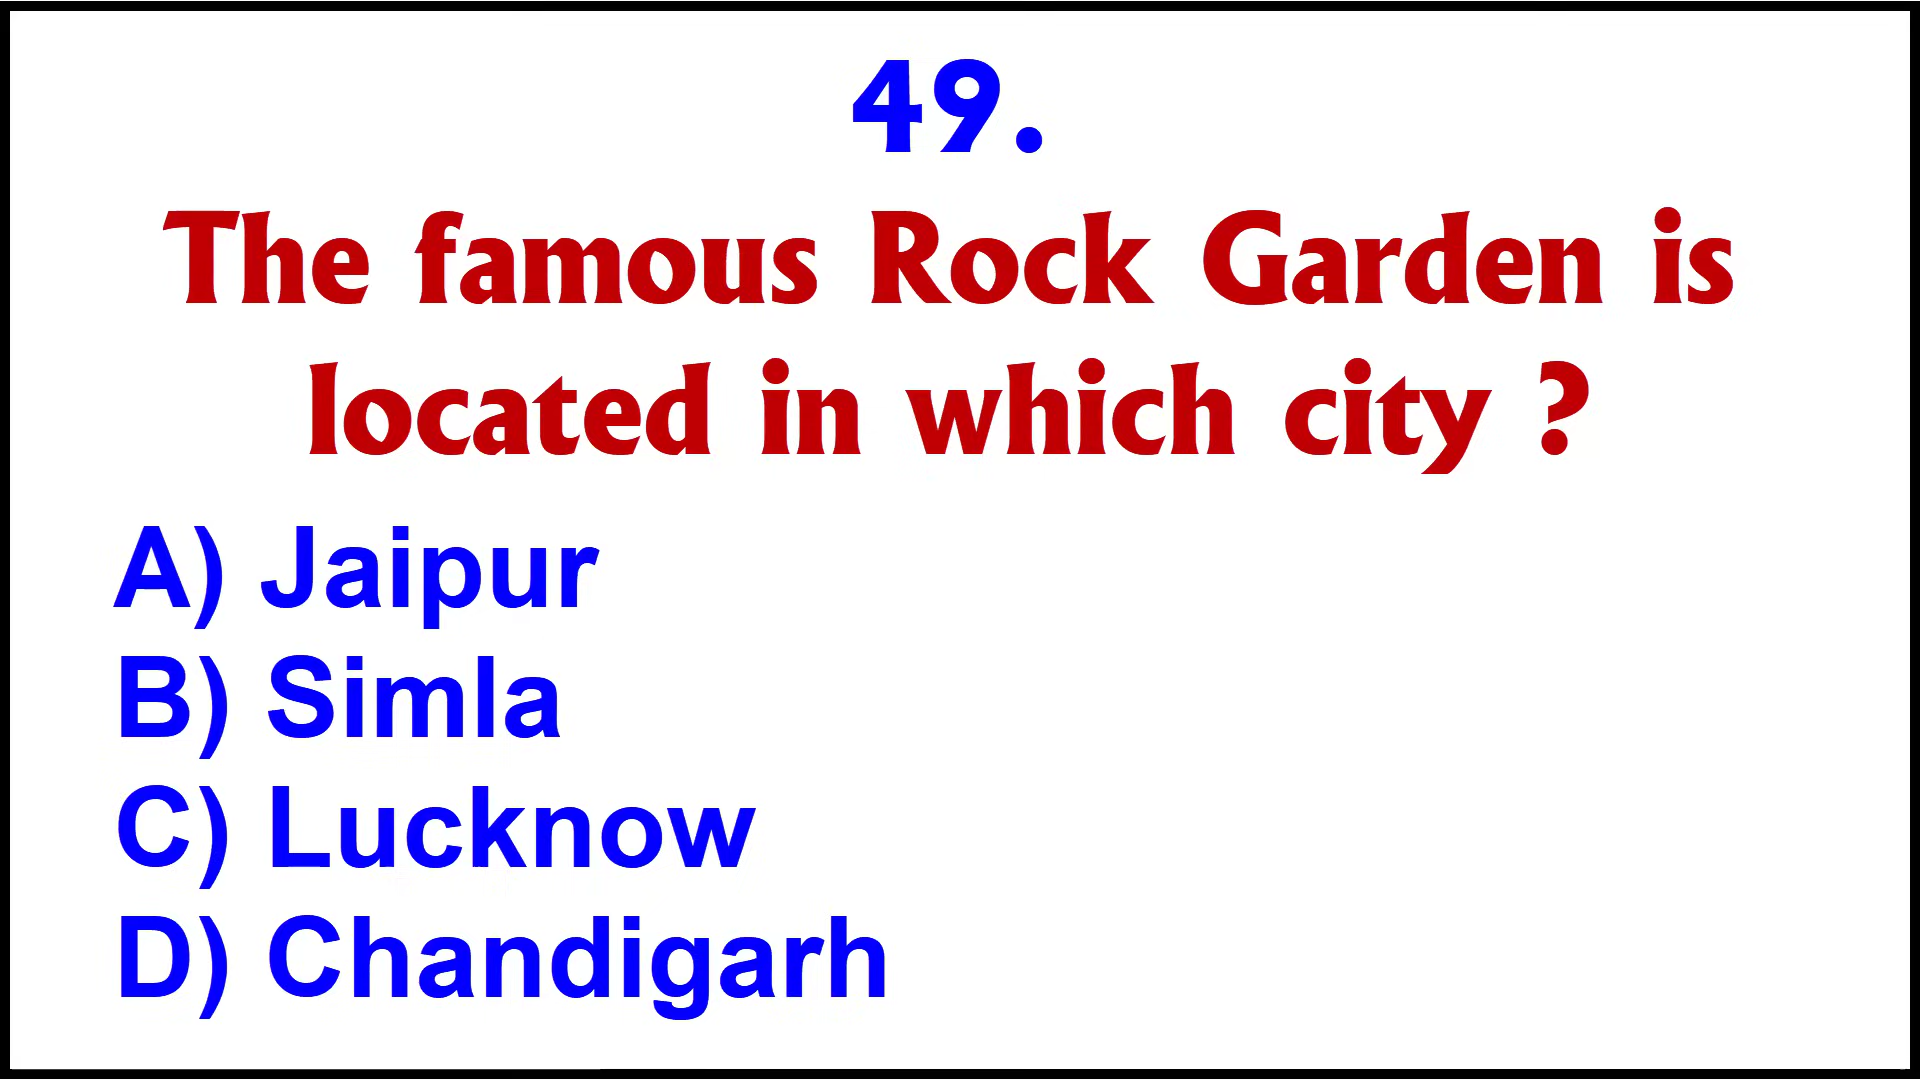 49.
The famous Rock Garden is
located in which city ?
A) Jaipur
B) Simla
C) Lucknow
D) Chandigarh